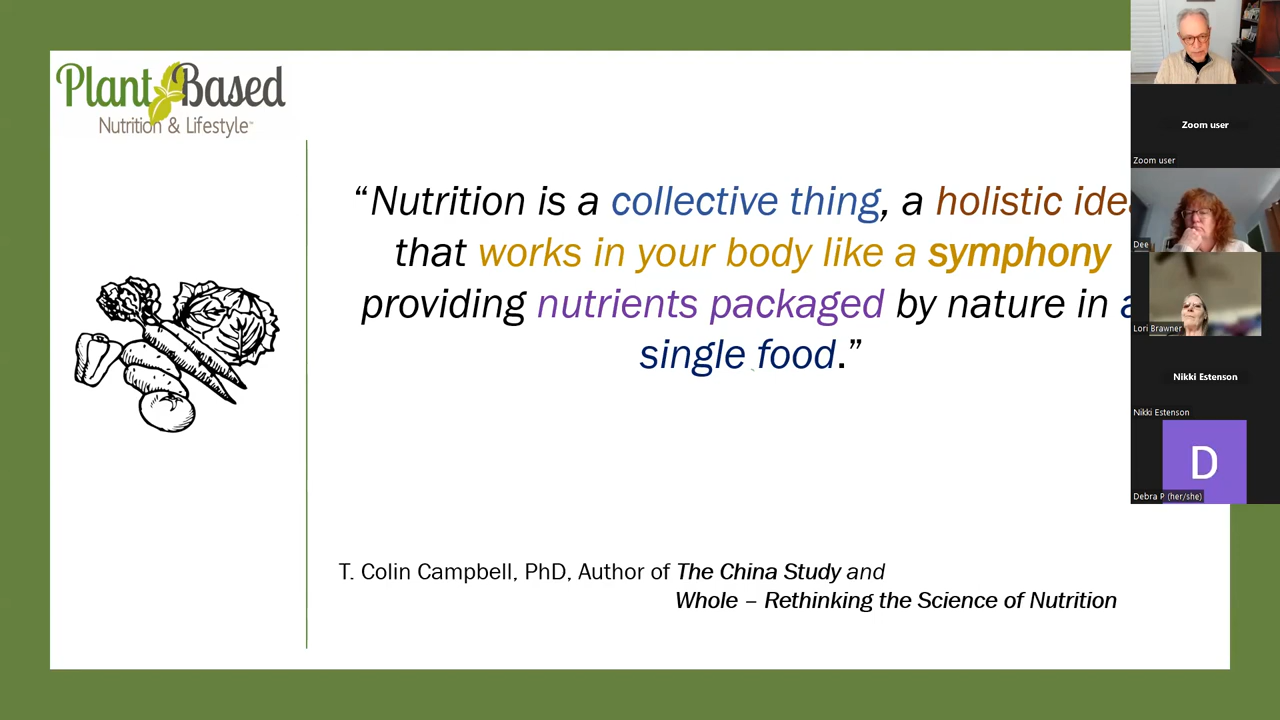 Plant Based
Nutrition & Lifestyle™
“Nutrition is a collective thing, a holistic ide
that works in your body like a symphony
providing nutrients packaged by nature in a
single food.”
T. Colin Campbell, PhD, Author of The China Study and
Whole – Rethinking the Science of Nutrition
Zoom user
Zoom user
Dee
Lori Brawner
Nikki Estenson
Nikki Estenson
D
Debra P (her/she)